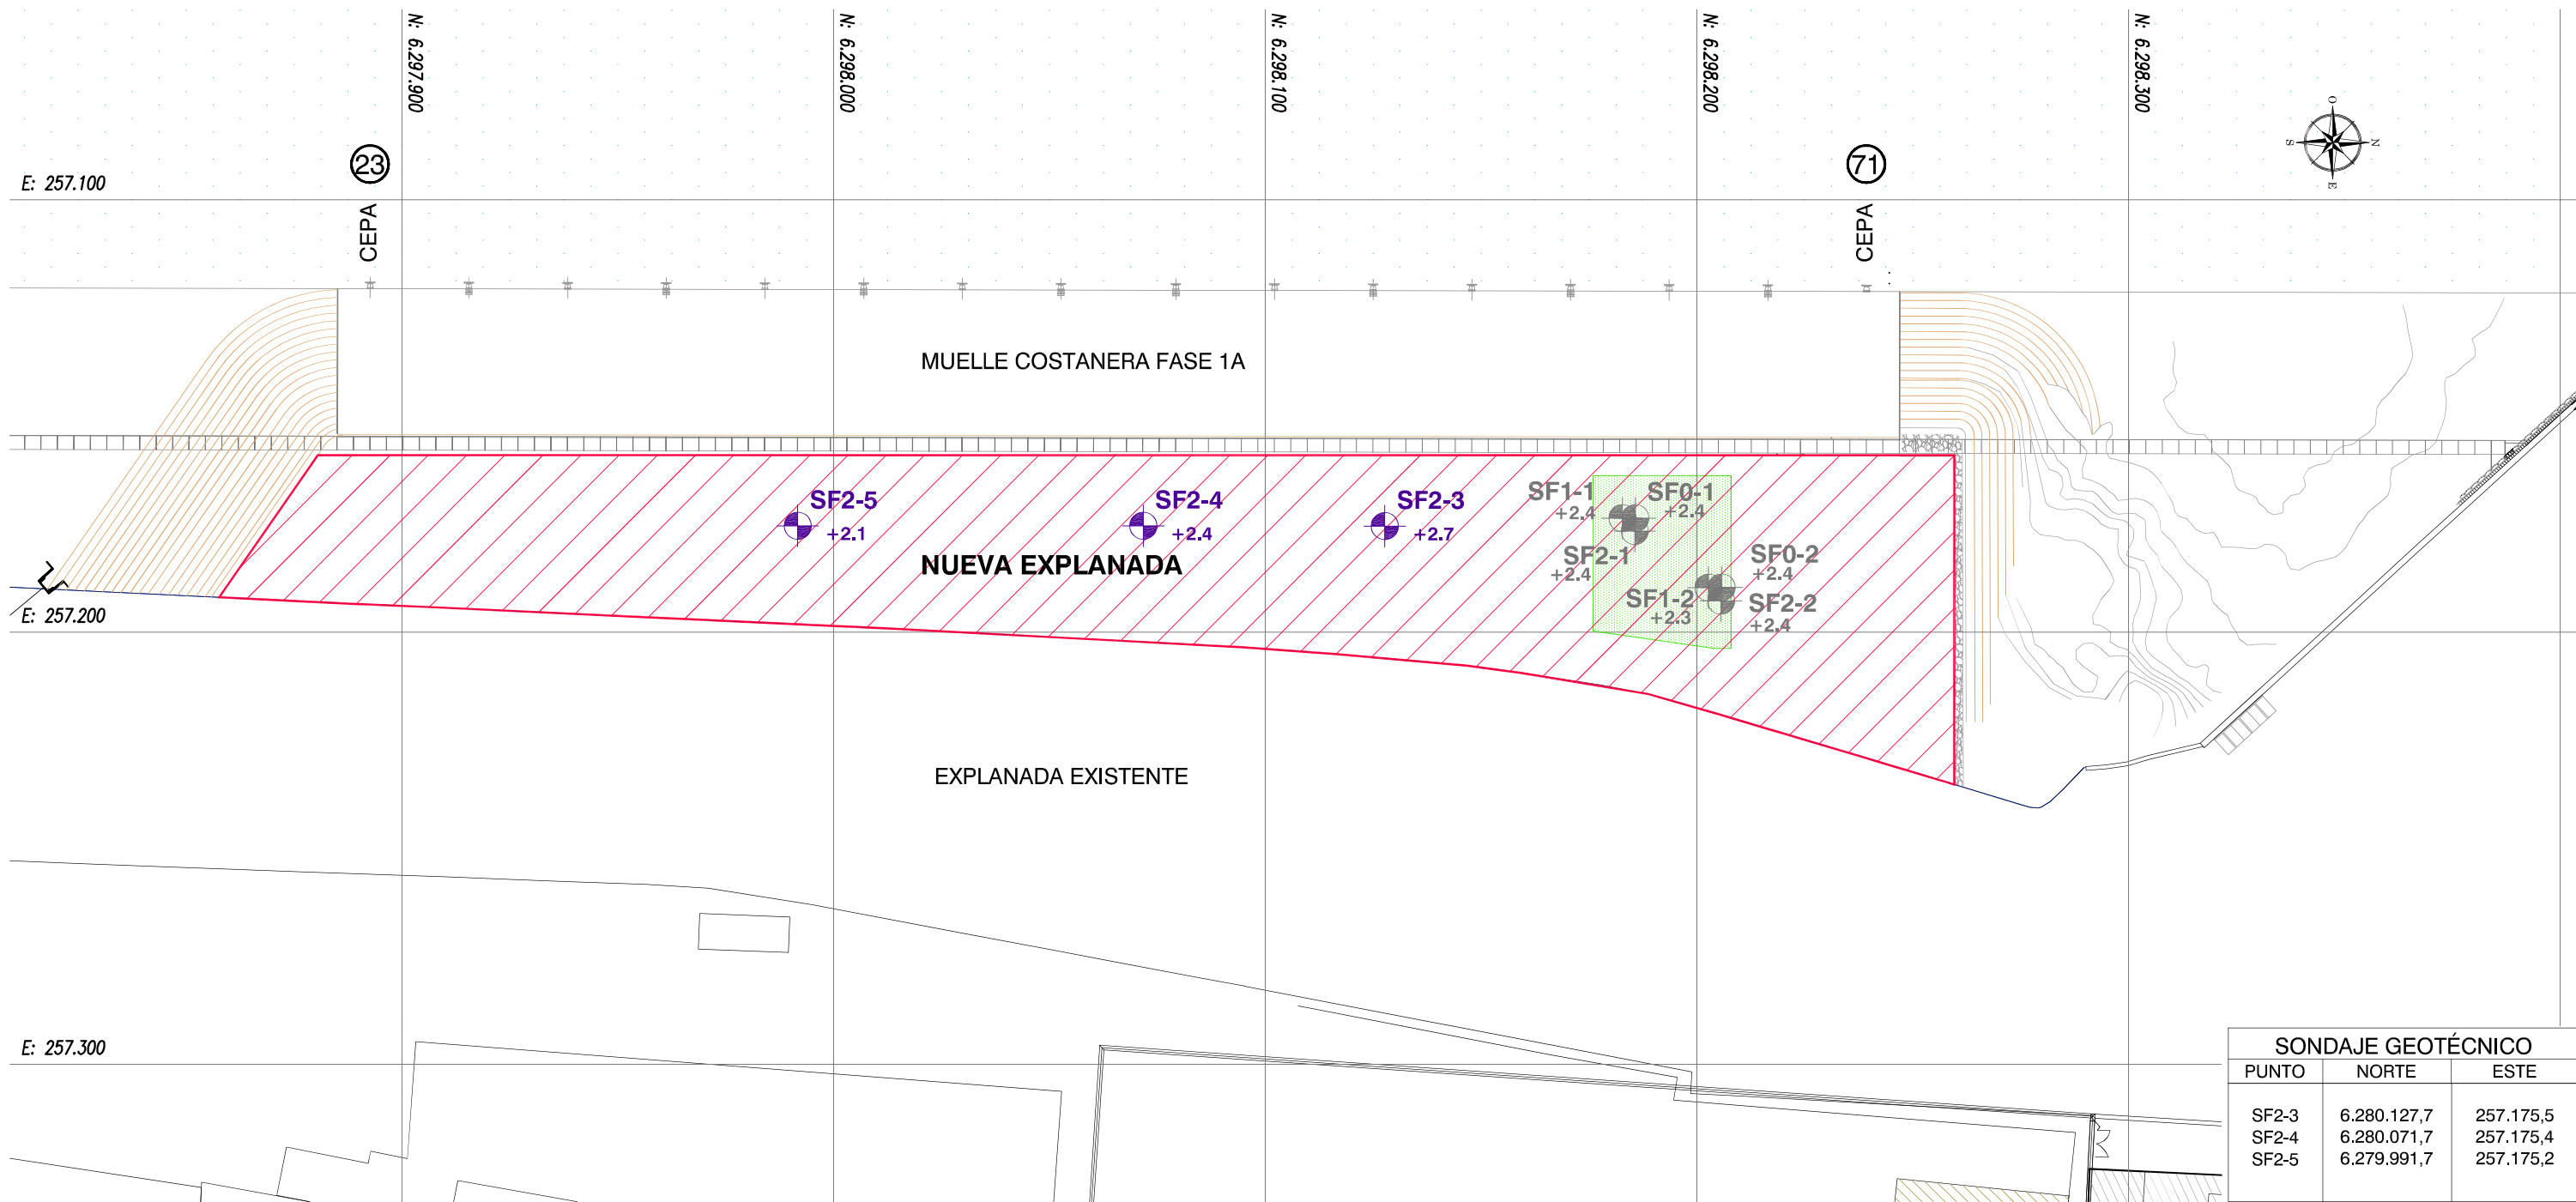 N: 6.297.900
N: 6.298.000
N: 6.298.100
N: 6.298.200
N: 6.298.300
O
S
N
E
23
71
CEPA
CEPA
E: 257.100
MUELLE COSTANERA FASE 1A
SF2-5
+2.1
SF2-4
+2.4
SF2-3
+2.7
SF1-1
+2.4
SF0-1
+2.4
SF2-1
+2.4
SF0-2
+2.4
SF1-2
+2.3
SF2-2
+2.4
NUEVA EXPLANADA
E: 257.200
EXPLANADA EXISTENTE
E: 257.300
SONDAJE GEOTÉCNICO
PUNTO NORTE ESTE
SF2-3 6.280.127,7 257.175,5
SF2-4 6.280.071,7 257.175,4
SF2-5 6.279.991,7 257.175,2